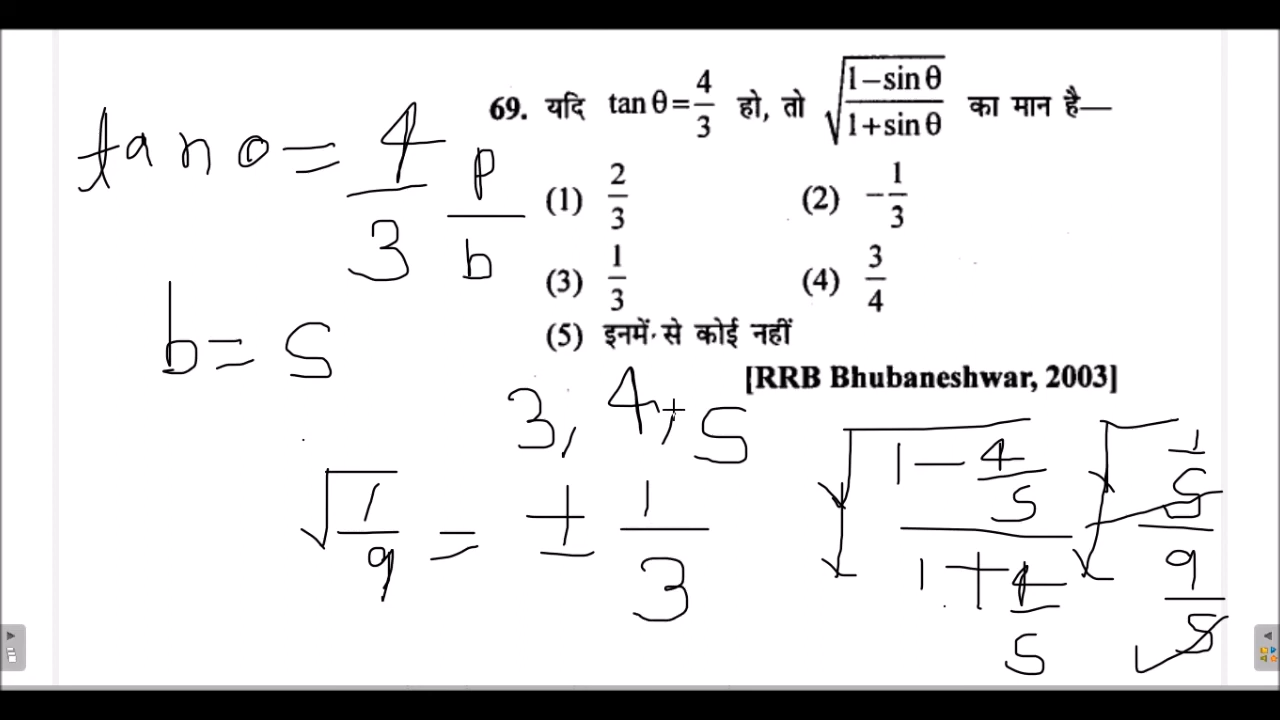 69. यदि tan θ = 4/3 हो, तो √((1−sin θ)/(1+sin θ)) का मान है—
(1) 2/3 (2) −1/3
(3) 1/3 (4) 3/4
(5) इनमें से कोई नहीं
[RRB Bhubaneshwar, 2003]
tan o = 4/3 p/b
b = 5
3, 4, 5
√(1/9) = ± 1/3
√((1 − 4/5)/(1 + 4/5)) √((1/5)/(9/5))